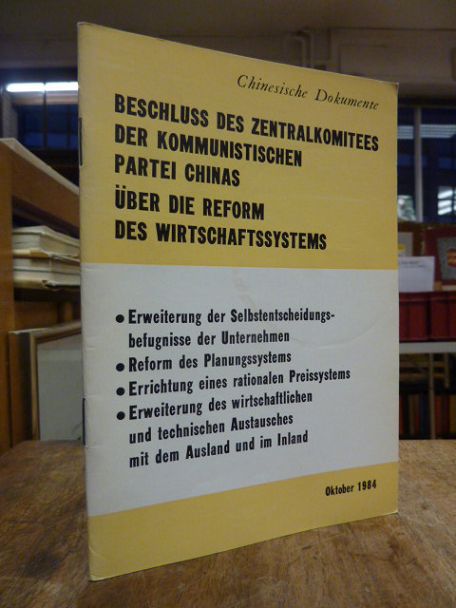 Chinesische Dokumente
BESCHLUSS DES ZENTRALKOMITEES
DER KOMMUNISTISCHEN
PARTEI CHINAS
ÜBER DIE REFORM
DES WIRTSCHAFTSSYSTEMS
● Erweiterung der Selbstentscheidungs-
befugnisse der Unternehmen
● Reform des Planungssystems
● Errichtung eines rationalen Preissystems
● Erweiterung des wirtschaftlichen
und technischen Austausches
mit dem Ausland und im Inland
Oktober 1984